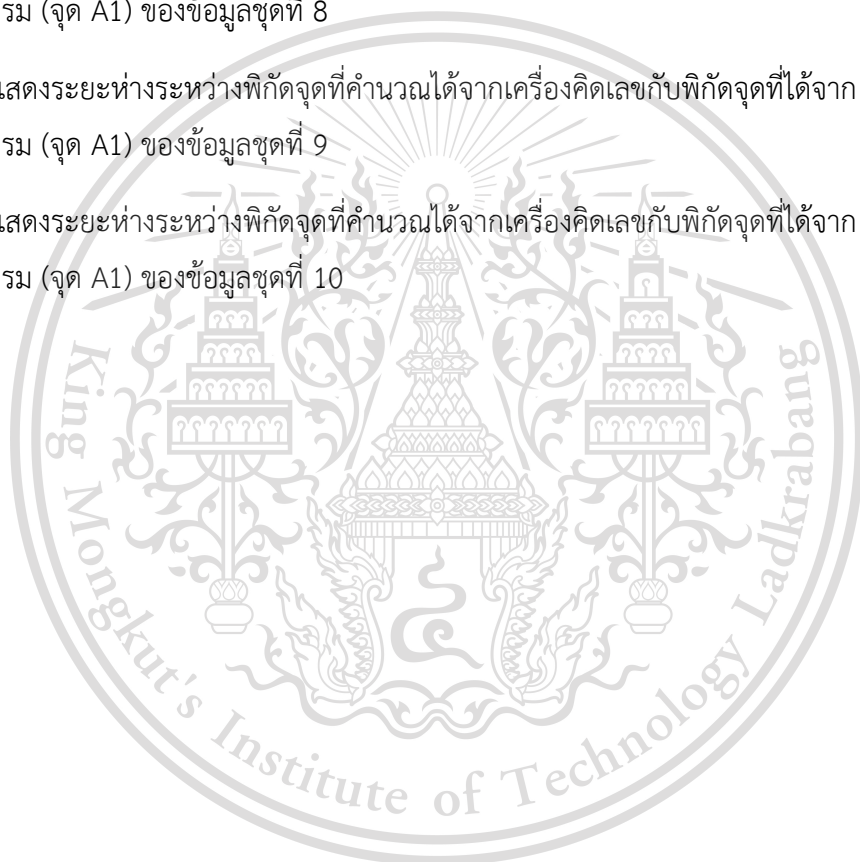 รม (จุด A1) ของข้อมูลชุดที่ 8
แสดงระยะห่างระหว่างพิกัดจุดที่คำนวณได้จากเครื่องคิดเลขกับพิกัดจุดที่ได้จาก
รม (จุด A1) ของข้อมูลชุดที่ 9
แสดงระยะห่างระหว่างพิกัดจุดที่คำนวณได้จากเครื่องคิดเลขกับพิกัดจุดที่ได้จาก
รม (จุด A1) ของข้อมูลชุดที่ 10
King Mongkut's Institute of Technology Ladkrabang